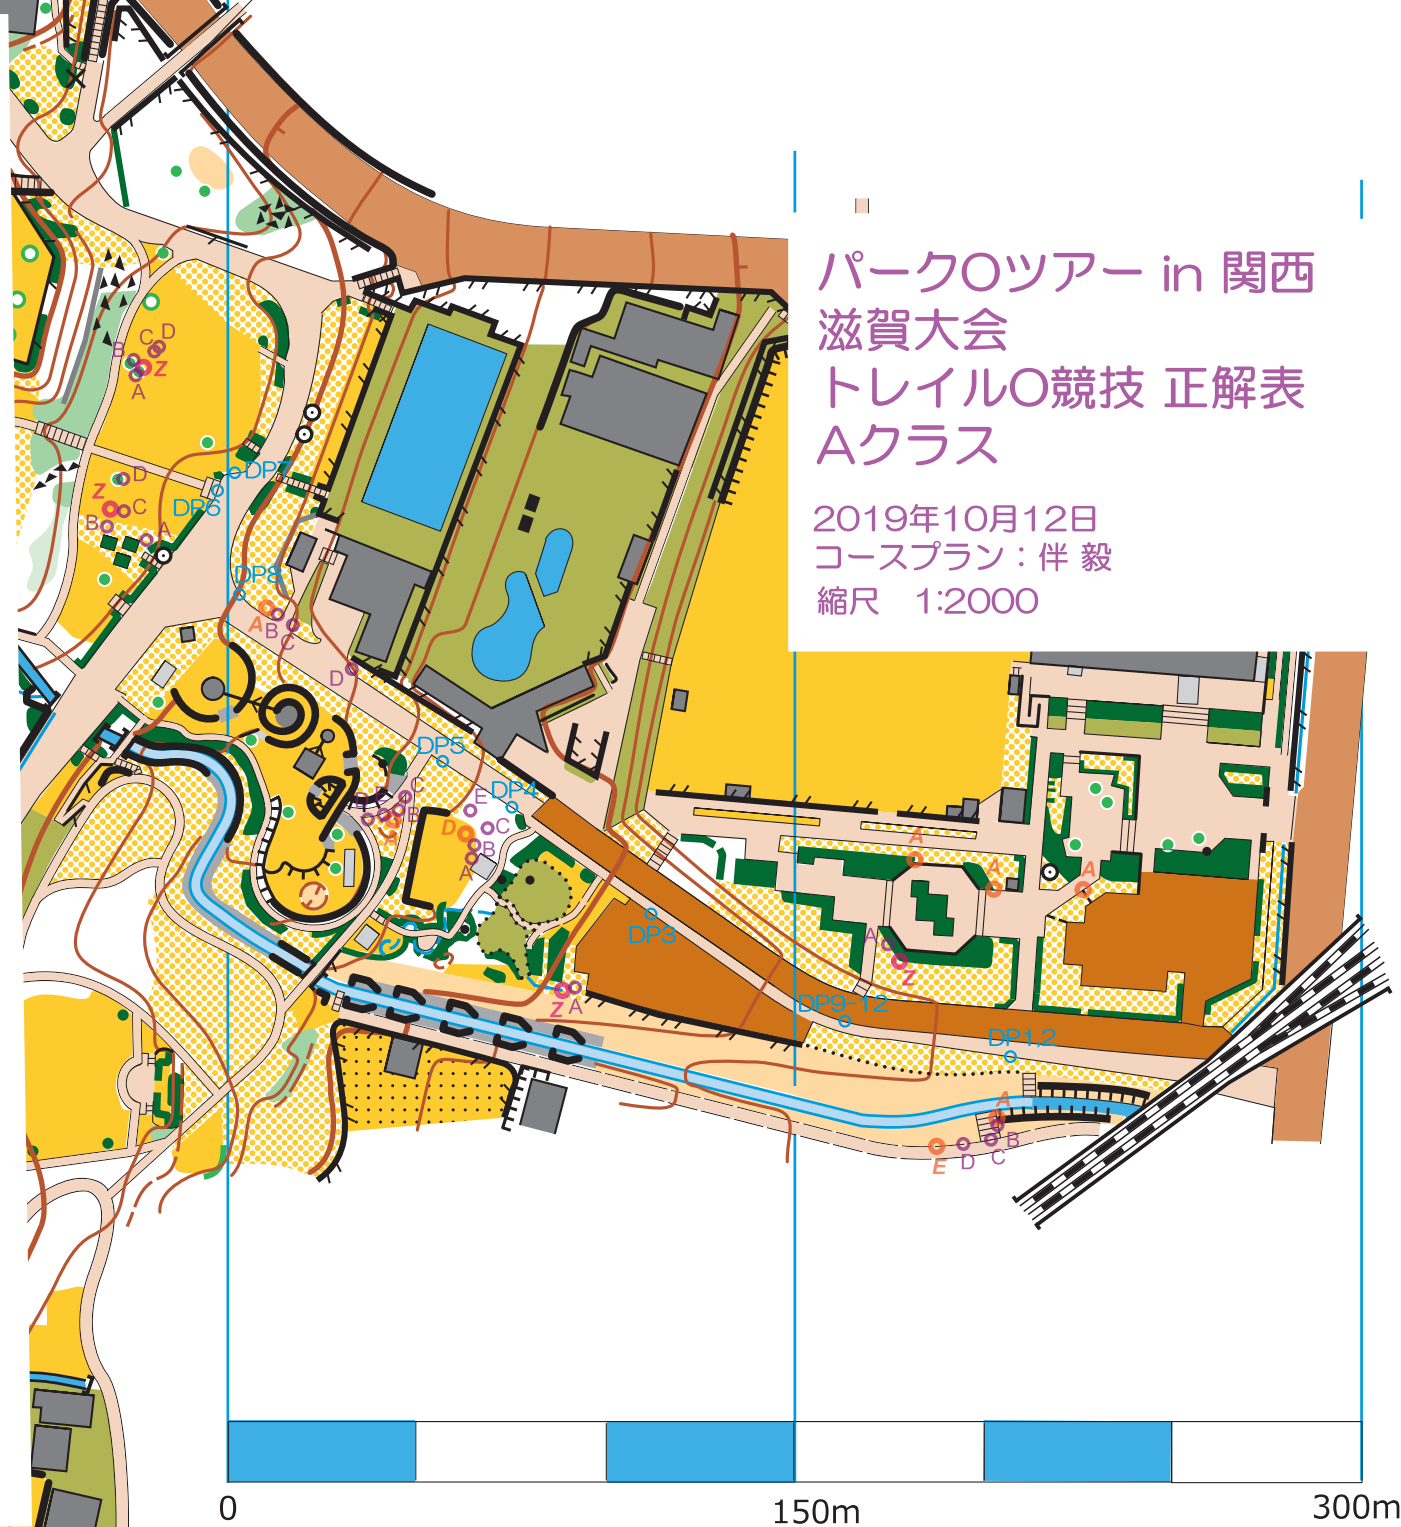 パークOツアー in 関西
滋賀大会
トレイルO競技 正解表
Aクラス
2019年10月12日
コースプラン：伴 毅
縮尺　1:2000
C D
B
Z
A
D
Z
C
B
A
DP7
DP6
DP8
A
B
C
D
DP5
DP4
C
B
A
E
D
C
B
A
DP3
Z A
A
A
A
A
Z
DP9-12
DP1,2
A
B
C
D
E
0
150m
300m